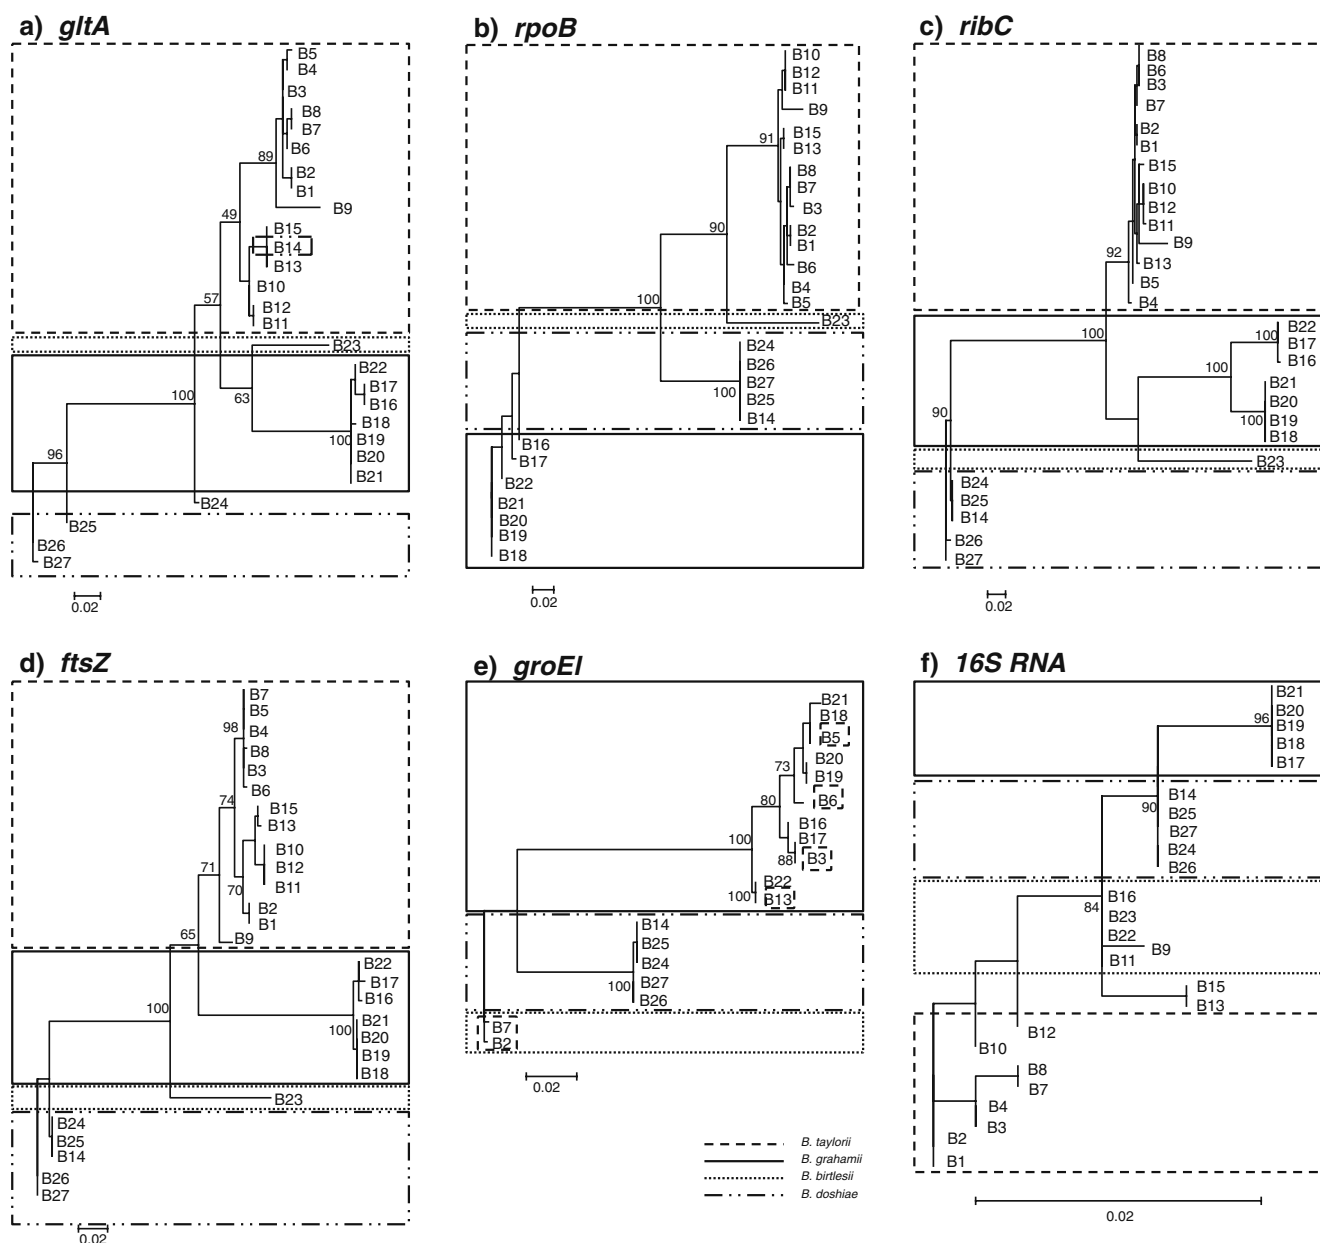 a) gltA
B5
B4
B3
B8
B7
B6
B2
B1
B9
B15
B14
B13
B10
B12
B11
B23
B22
B17
B16
B18
B19
B20
B21
B24
B25
B26
B27
89
49
57
63
100
100
96
0.02
b) rpoB
B10
B12
B11
B9
B15
B13
B8
B7
B3
B2
B1
B6
B4
B5
B23
B24
B26
B27
B25
B14
B16
B17
B22
B21
B20
B19
B18
91
90
100
100
0.02
c) ribC
B8
B6
B3
B7
B2
B1
B15
B10
B12
B11
B9
B13
B5
B4
B22
B17
B16
B21
B20
B19
B18
B23
B24
B25
B14
B26
B27
92
100
100
100
100
90
0.02
d) ftsZ
B7
B5
B4
B8
B3
B6
B15
B13
B10
B12
B11
B2
B1
B9
B22
B17
B16
B21
B20
B19
B18
B23
B24
B25
B14
B26
B27
98
74
71
70
65
100
100
0.02
e) groEl
B21
B18
B5
B20
B19
B6
B16
B17
B3
B22
B13
B14
B25
B24
B27
B26
B7
B2
73
80
100
88
100
100
0.02
B. taylorii
B. grahamii
B. birtlesii
B. doshiae
f) 16S RNA
B21
B20
B19
B18
B17
B14
B25
B27
B24
B26
B16
B23
B22
B9
B11
B15
B13
B12
B10
B8
B7
B4
B3
B2
B1
96
90
84
0.02